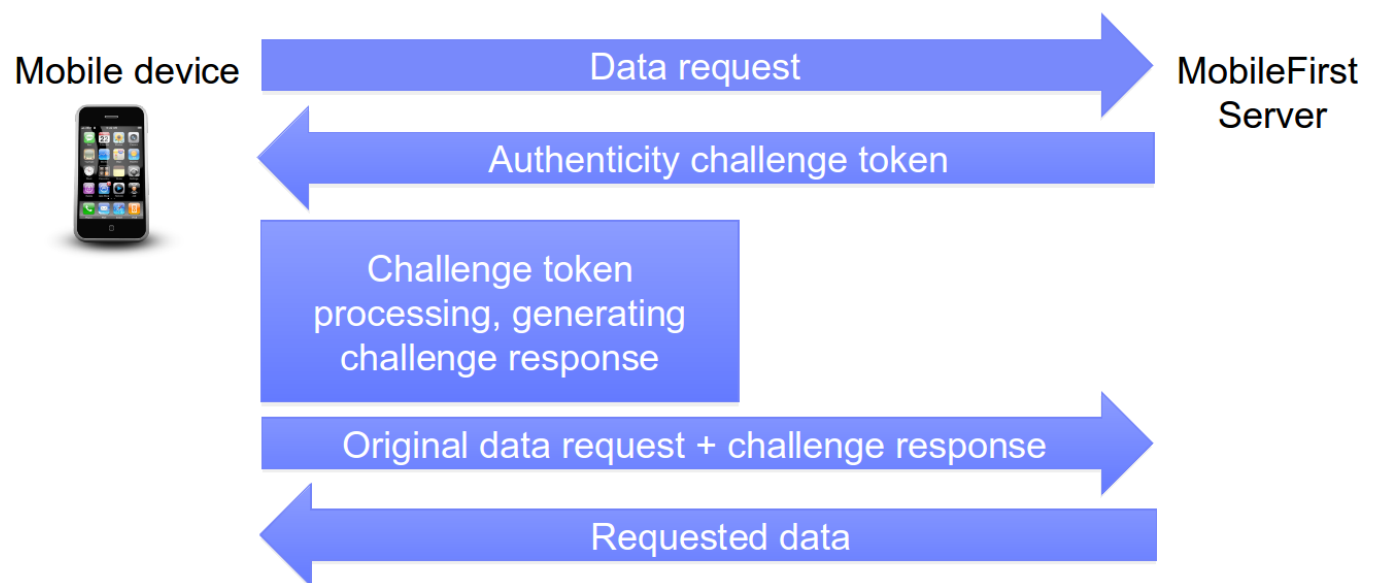 Mobile device
Data request
MobileFirst
Server
Authenticity challenge token
Challenge token
processing, generating
challenge response
Original data request + challenge response
Requested data